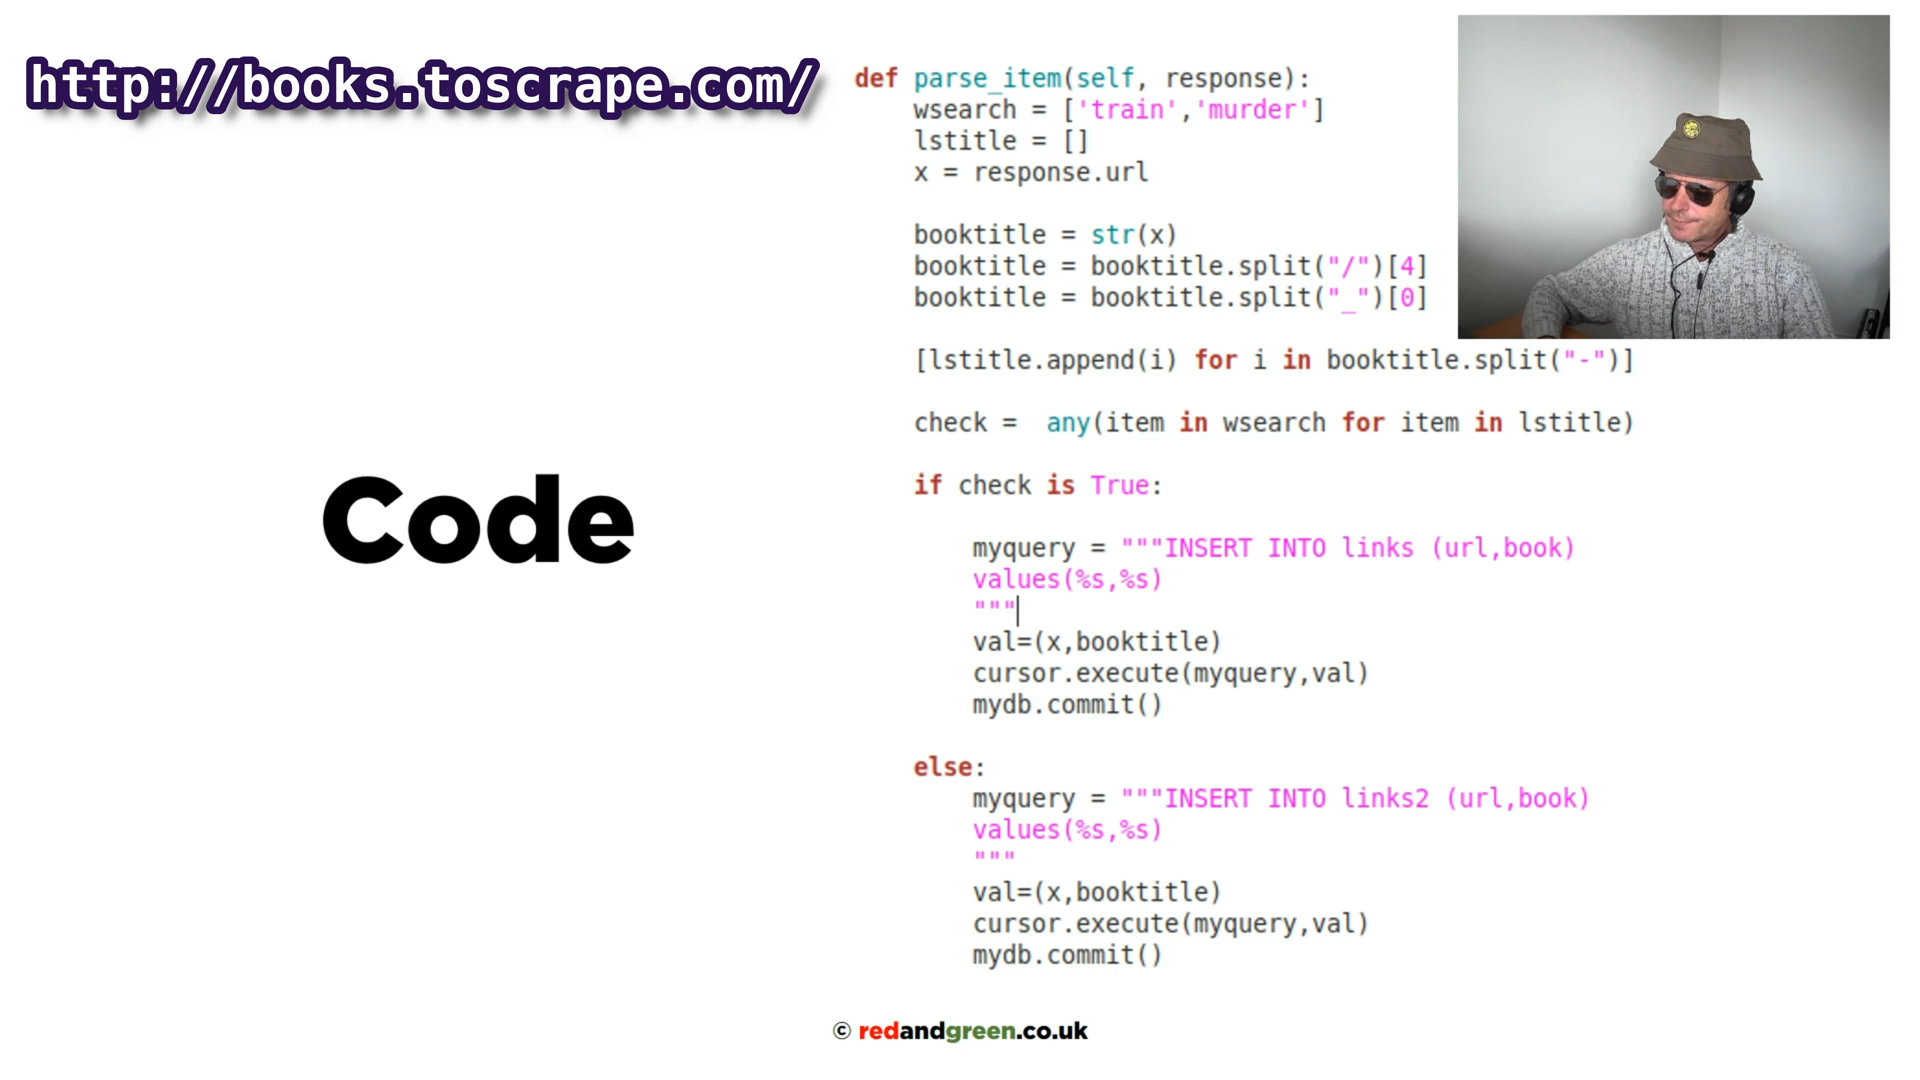 http://books.toscrape.com/
def parse_item(self, response):
    wsearch = ['train','murder']
    lstitle = []
    x = response.url

    booktitle = str(x)
    booktitle = booktitle.split("/")[4]
    booktitle = booktitle.split("_")[0]

    [lstitle.append(i) for i in booktitle.split("-")]

    check =  any(item in wsearch for item in lstitle)

    if check is True:

        myquery = """INSERT INTO links (url,book)
        values(%s,%s)
        """
        val=(x,booktitle)
        cursor.execute(myquery,val)
        mydb.commit()

    else:
        myquery = """INSERT INTO links2 (url,book)
        values(%s,%s)
        """
        val=(x,booktitle)
        cursor.execute(myquery,val)
        mydb.commit()
Code
© redandgreen.co.uk